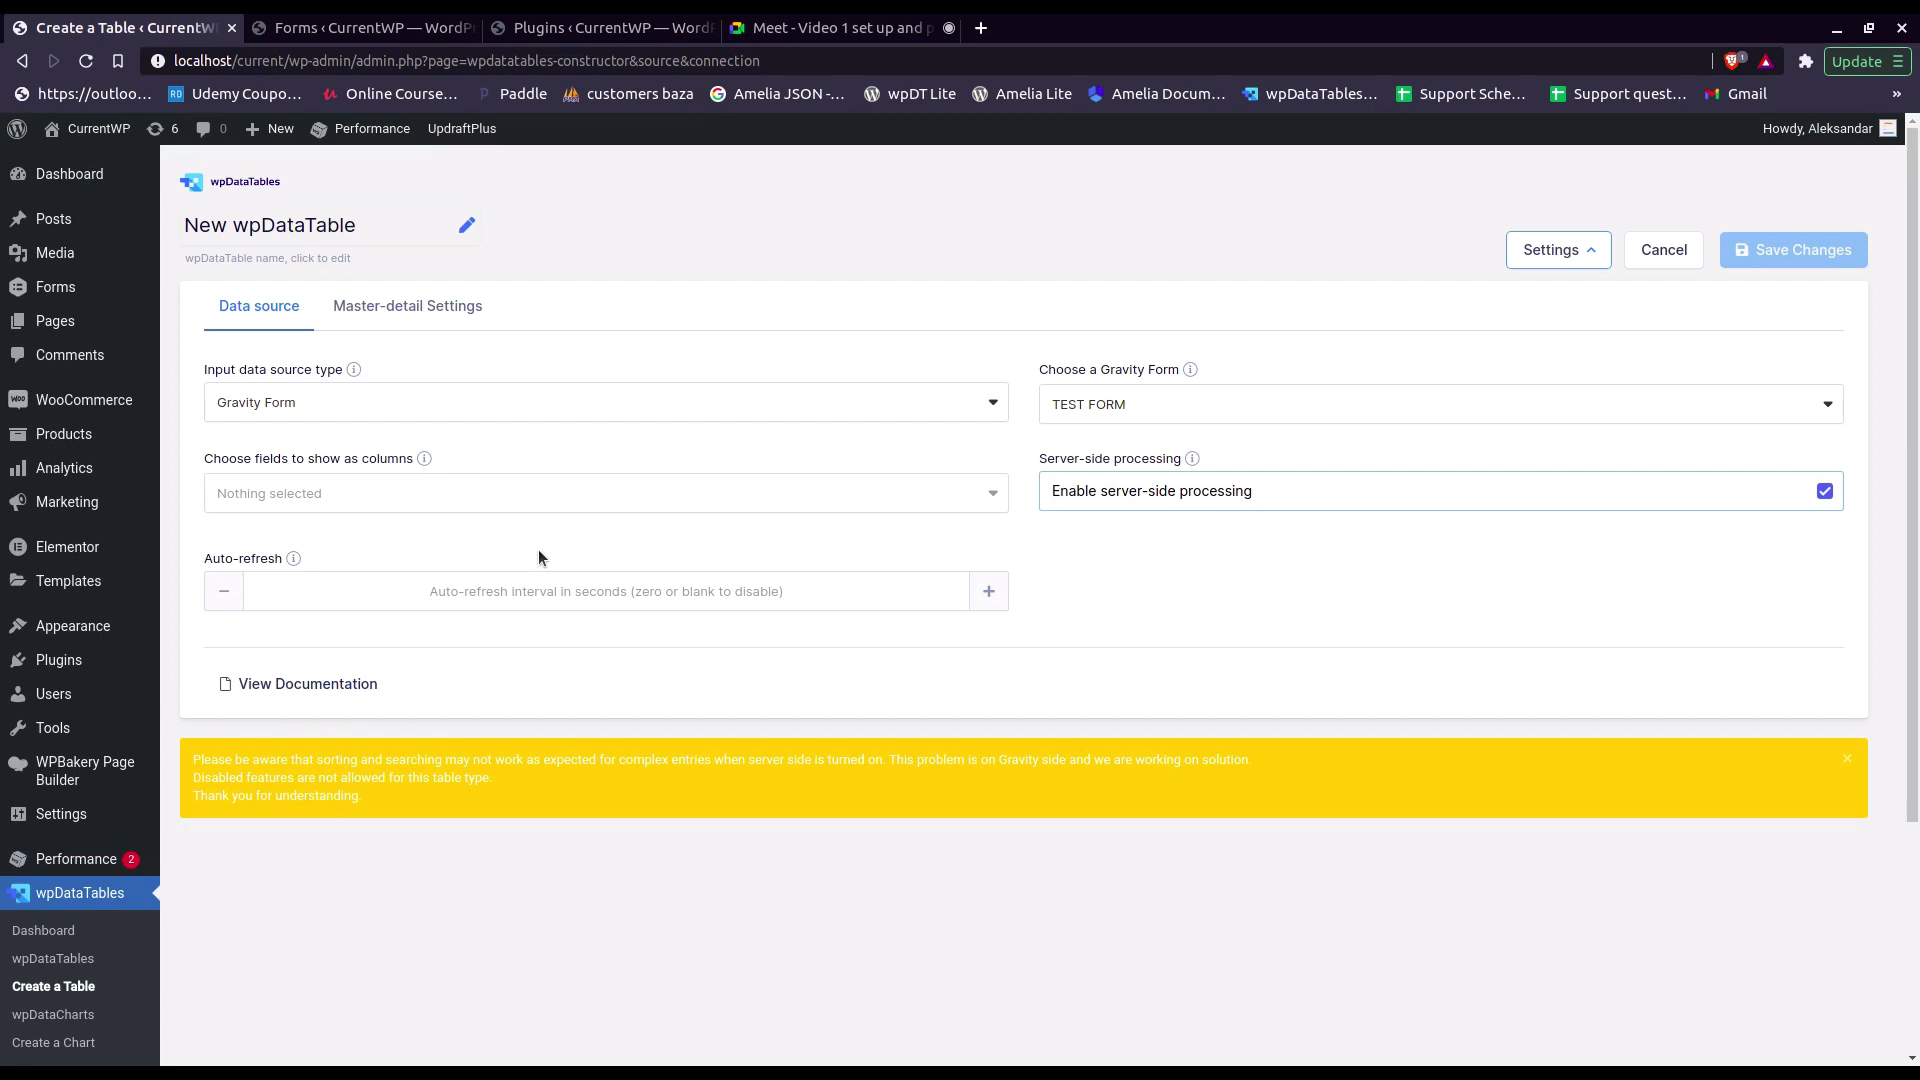 Create a Table ‹ CurrentW
Forms ‹ CurrentWP — WordPr
Plugins ‹ CurrentWP — WordP
Meet - Video 1 set up and p
localhost/current/wp-admin/admin.php?page=wpdatatables-constructor&source&connection
1
Update
https://outloo...
RD Udemy Coupo...
Online Course...
Paddle
customers baza
Amelia JSON -...
wpDT Lite
Amelia Lite
Amelia Docum...
wpDataTables...
Support Sche...
Support quest...
Gmail
»
CurrentWP
6
0
New
Performance
UpdraftPlus
Howdy, Aleksandar
Dashboard
Posts
Media
Forms
Pages
Comments
WooCommerce
Products
Analytics
Marketing
Elementor
Templates
Appearance
Plugins
Users
Tools
WPBakery Page
Builder
Settings
Performance 2
wpDataTables
Dashboard
wpDataTables
Create a Table
wpDataCharts
Create a Chart
wpDataTables
New wpDataTable
wpDataTable name, click to edit
Settings
Cancel
Save Changes
Data source
Master-detail Settings
Input data source type
Gravity Form
Choose a Gravity Form
TEST FORM
Choose fields to show as columns
Nothing selected
Server-side processing
Enable server-side processing
Auto-refresh
− Auto-refresh interval in seconds (zero or blank to disable) +
View Documentation
Please be aware that sorting and searching may not work as expected for complex entries when server side is turned on. This problem is on Gravity side and we are working on solution.
Disabled features are not allowed for this table type.
Thank you for understanding.
×